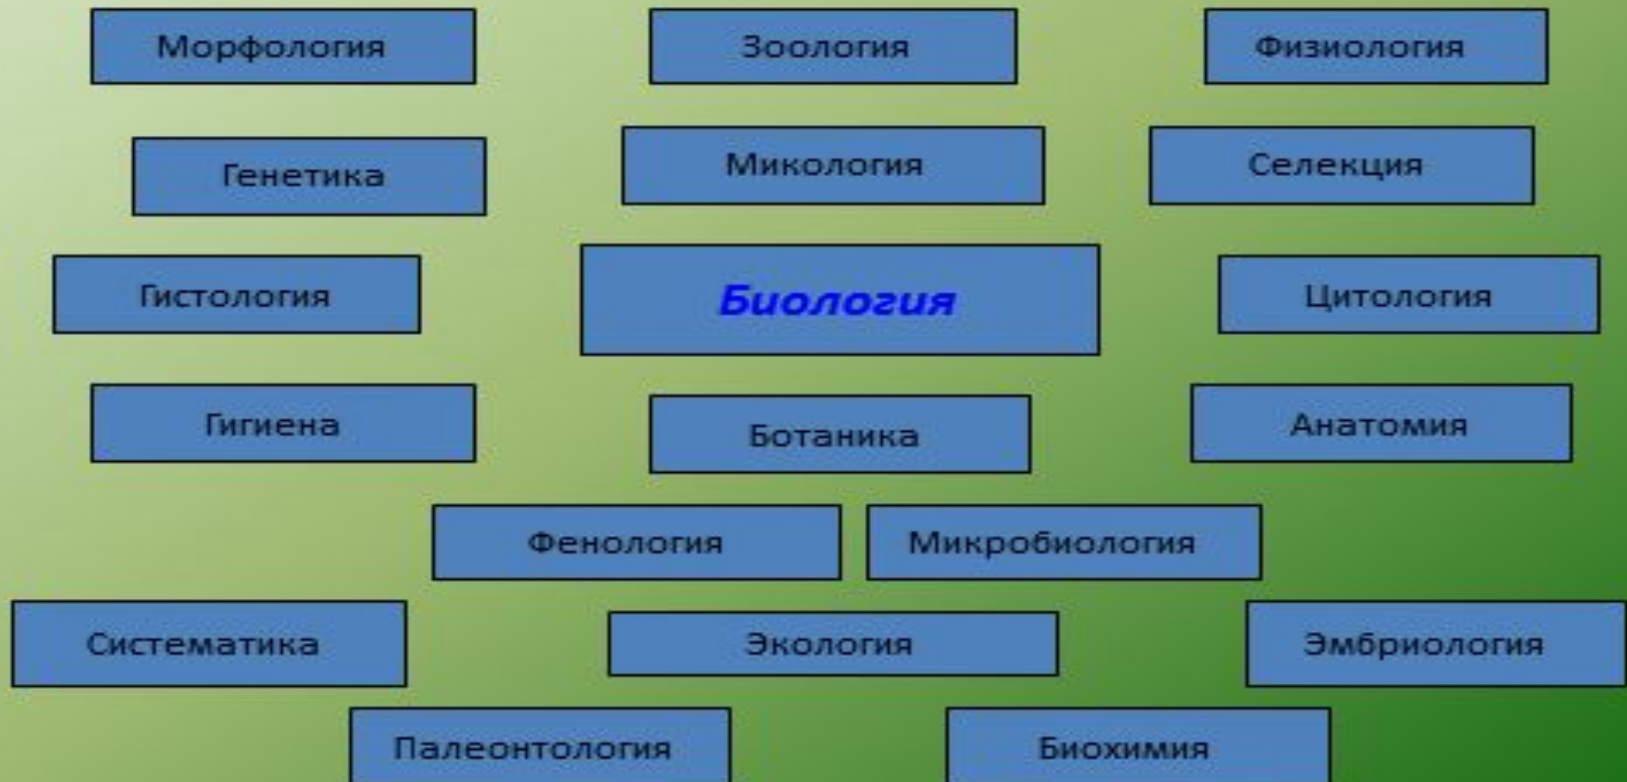 Морфология
Зоология
Физиология
Генетика
Микология
Селекция
Гистология
Биология
Цитология
Гигиена
Ботаника
Анатомия
Фенология
Микробиология
Систематика
Экология
Эмбриология
Палеонтология
Биохимия